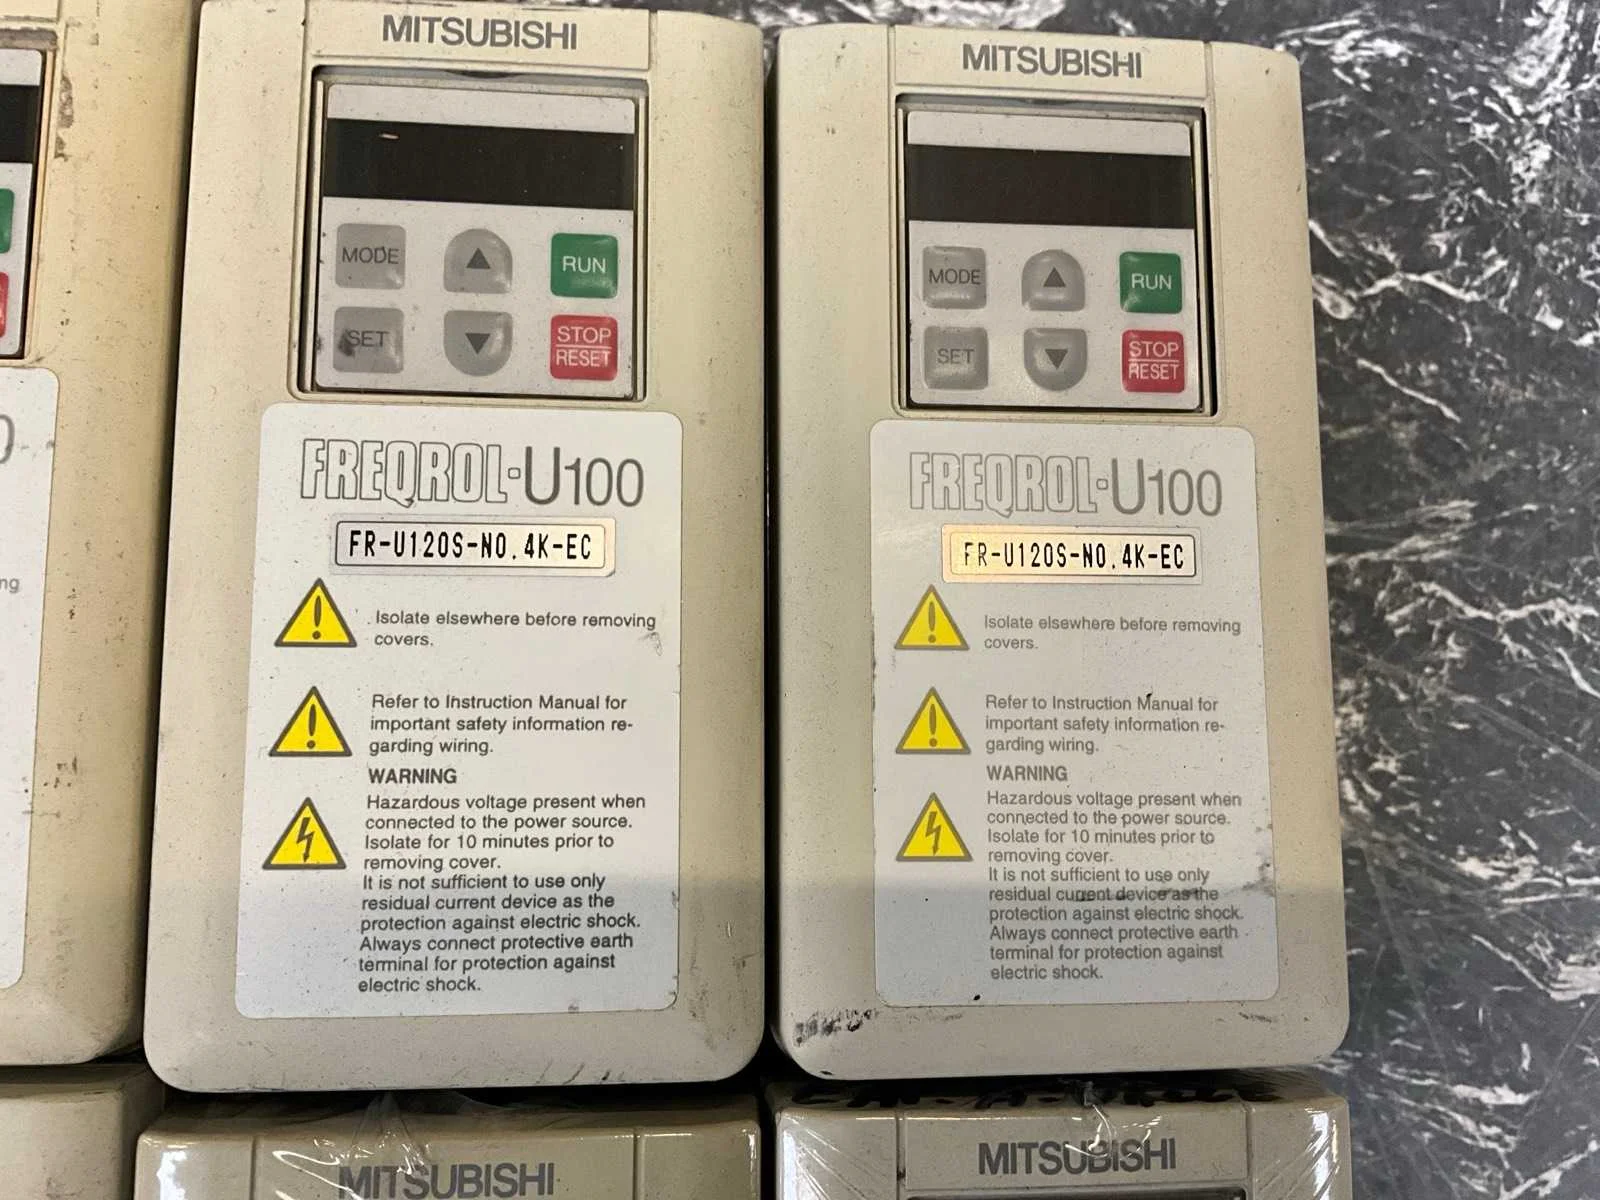 MITSUBISHI
MODE
RUN
SET
STOP
RESET
FREQROL-U100
FR-U120S-N0.4K-EC
Isolate elsewhere before removing
covers.
Refer to Instruction Manual for
important safety information re-
garding wiring.
WARNING
Hazardous voltage present when
connected to the power source.
Isolate for 10 minutes prior to
removing cover.
It is not sufficient to use only
residual current device as the
protection against electric shock.
Always connect protective earth
terminal for protection against
electric shock.
MITSUBISHI
MODE
RUN
SET
STOP
RESET
FREQROL-U100
FR-U120S-N0.4K-EC
Isolate elsewhere before removing
covers.
Refer to Instruction Manual for
important safety information re-
garding wiring.
WARNING
Hazardous voltage present when
connected to the power source.
Isolate for 10 minutes prior to
removing cover.
It is not sufficient to use only
residual current device as the
protection against electric shock.
Always connect protective earth
terminal for protection against
electric shock.
0
ng
MITSUBISHI
MITSUBISHI